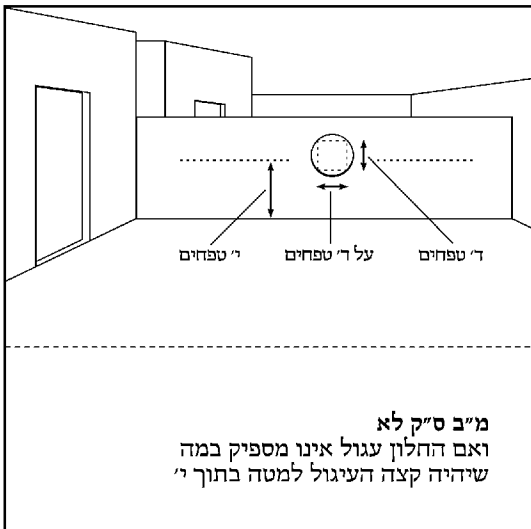 ד׳ טפחים
על ד׳ טפחים
י׳ טפחים
מ״ב ס״ק לא
ואם החלון עגול אינו מספיק במה
שיהיה קצה העיגול למטה בתוך י׳